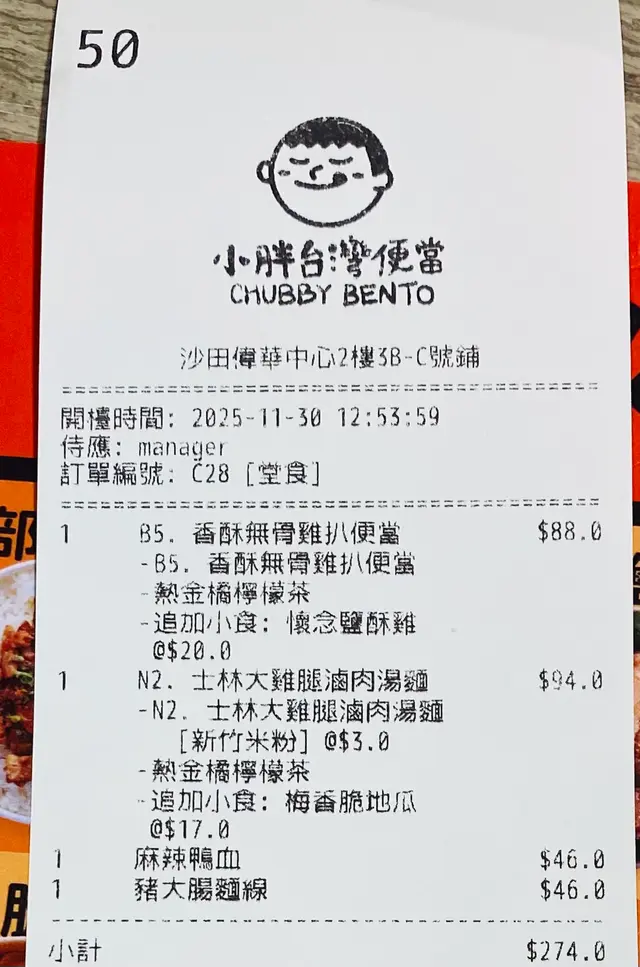 50
小胖台灣便當
CHUBBY BENTO
沙田偉華中心2樓3B-C號鋪
開檯時間: 2025-11-30 12:53:59
侍應: manager
訂單編號: C28 [堂食]
1 B5. 香酥無骨雞扒便當 $88.0
-B5. 香酥無骨雞扒便當
-熱金橘檸檬茶
-追加小食: 懷念鹽酥雞
@$20.0
1 N2. 士林大雞腿滷肉湯麵 $94.0
-N2. 士林大雞腿滷肉湯麵
[新竹米粉] @$3.0
-熱金橘檸檬茶
-追加小食: 梅香脆地瓜
@$17.0
1 麻辣鴨血 $46.0
1 豬大腸麵線 $46.0
小計 $274.0